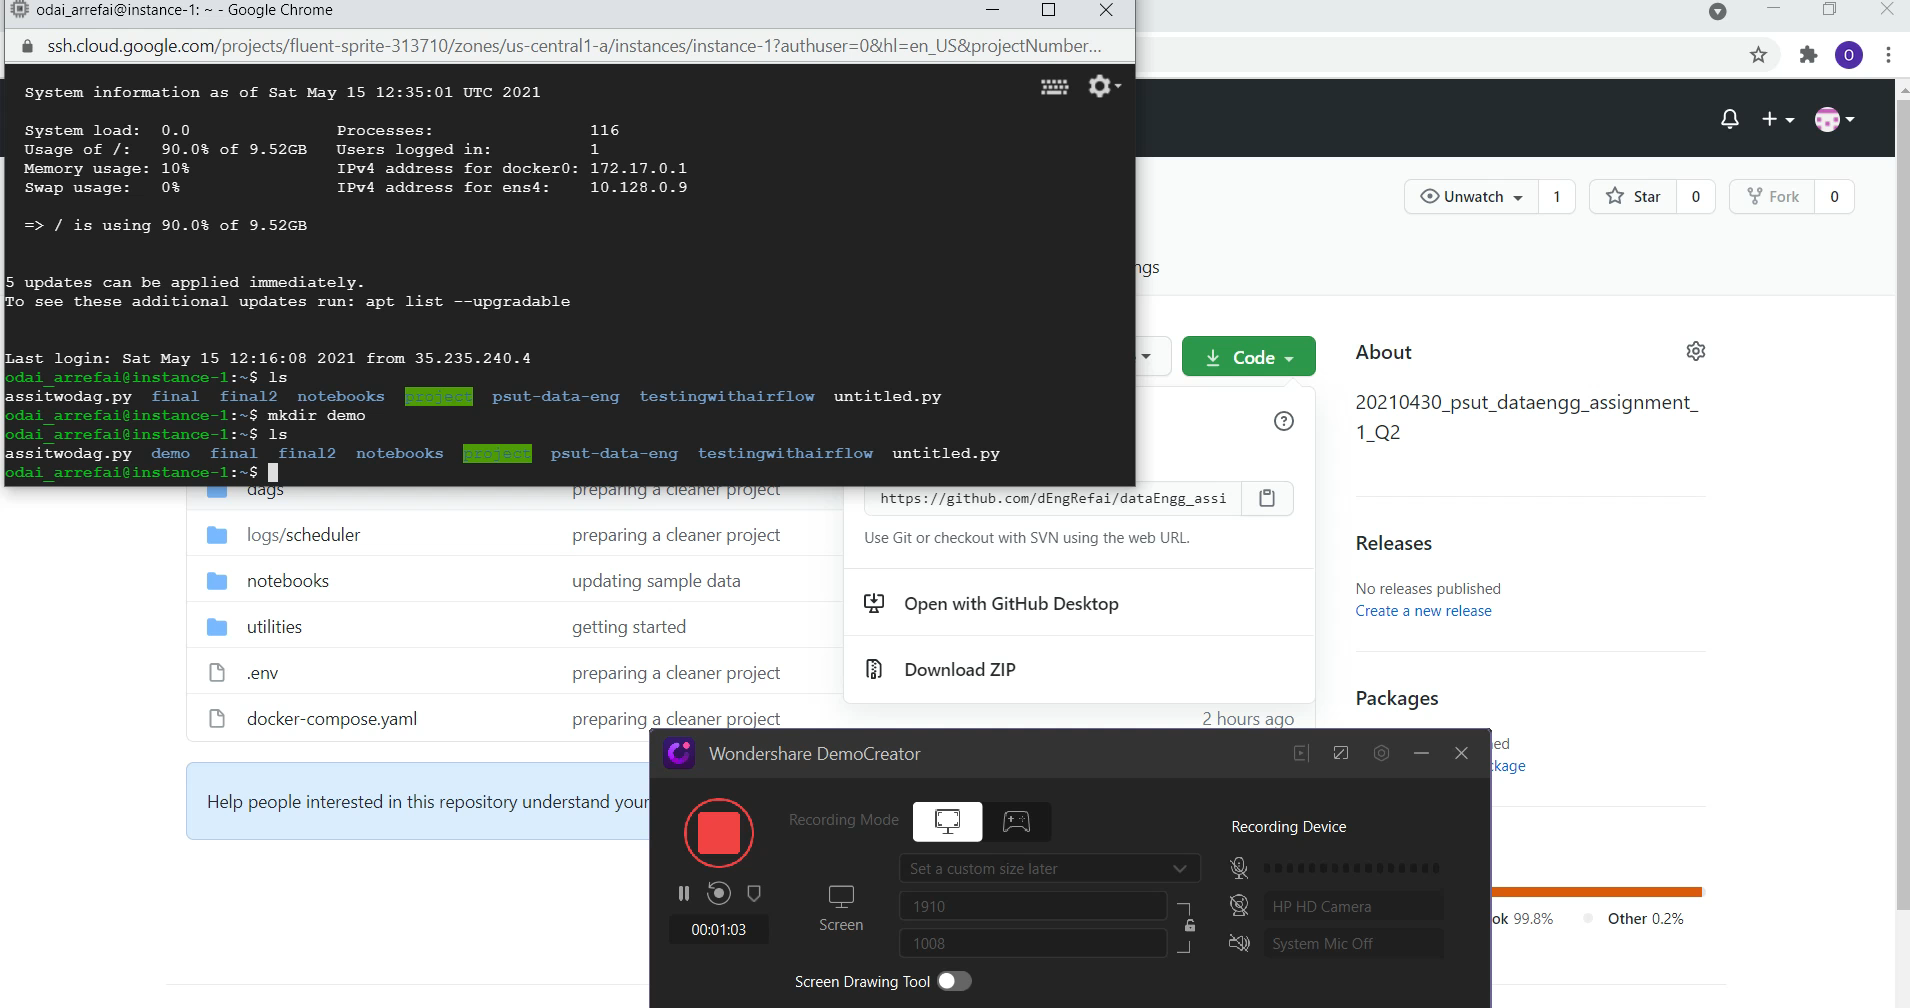 odai_arrefai@instance-1: ~ - Google Chrome
ssh.cloud.google.com/projects/fluent-sprite-313710/zones/us-central1-a/instances/instance-1?authuser=0&hl=en_US&projectNumber...
O
System information as of Sat May 15 12:35:01 UTC 2021
System load: 0.0 Processes: 116
Usage of /: 90.0% of 9.52GB Users logged in: 1
Memory usage: 10% IPv4 address for docker0: 172.17.0.1
Swap usage: 0% IPv4 address for ens4: 10.128.0.9
=> / is using 90.0% of 9.52GB
5 updates can be applied immediately.
To see these additional updates run: apt list --upgradable
Last login: Sat May 15 12:16:08 2021 from 35.235.240.4
odai_arrefai@instance-1:~$ ls
assitwodag.py final final2 notebooks project psut-data-eng testingwithairflow untitled.py
odai_arrefai@instance-1:~$ mkdir demo
odai_arrefai@instance-1:~$ ls
assitwodag.py demo final final2 notebooks project psut-data-eng testingwithairflow untitled.py
odai_arrefai@instance-1:~$
Unwatch 1 Star 0 Fork 0
ngs
Code
About
20210430_psut_dataengg_assignment_
1_Q2
https://github.com/dEngRefai/dataEngg_assi
Use Git or checkout with SVN using the web URL.
Open with GitHub Desktop
Download ZIP
dags preparing a cleaner project
logs/scheduler preparing a cleaner project
notebooks updating sample data
utilities getting started
.env preparing a cleaner project
docker-compose.yaml preparing a cleaner project 2 hours ago
Releases
No releases published
Create a new release
Packages
ed
kage
Help people interested in this repository understand your
ok 99.8% Other 0.2%
Wondershare DemoCreator
Recording Mode
Recording Device
Set a custom size later
1910
1008
Screen
HP HD Camera
System Mic Off
00:01:03
Screen Drawing Tool